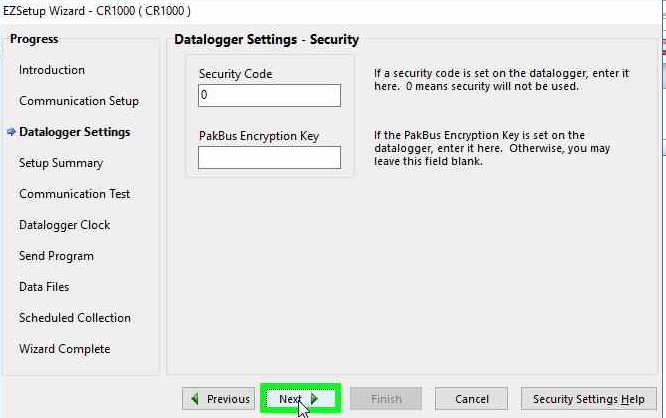 EZSetup Wizard - CR1000 ( CR1000 )
Progress
Introduction
Communication Setup
Datalogger Settings
Setup Summary
Communication Test
Datalogger Clock
Send Program
Data Files
Scheduled Collection
Wizard Complete
Datalogger Settings - Security
Security Code
0
If a security code is set on the datalogger, enter it
here. 0 means security will not be used.
PakBus Encryption Key
If the PakBus Encryption Key is set on the
datalogger, enter it here. Otherwise, you may
leave this field blank.
Previous
Next
Finish
Cancel
Security Settings Help